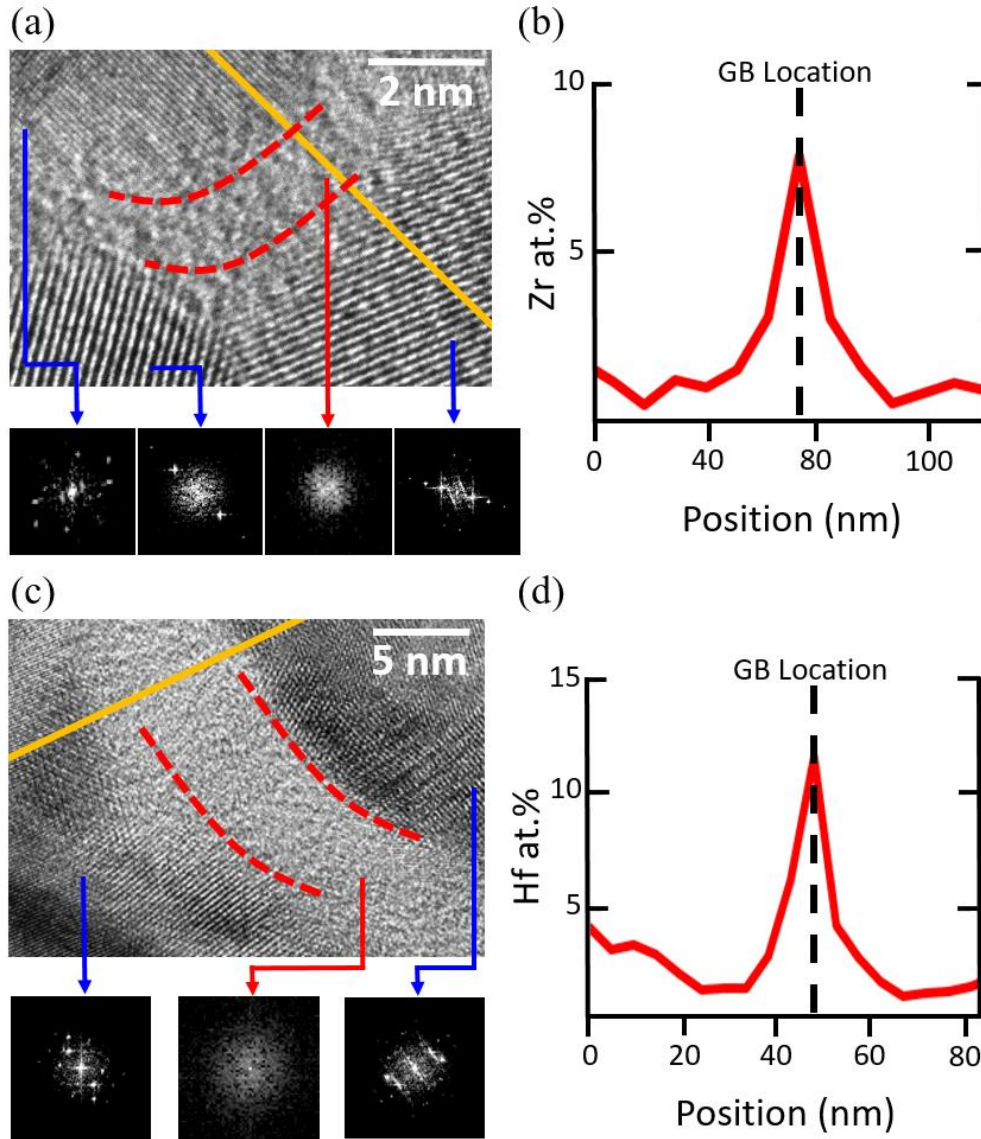 (a)
2 nm
(b)
GB Location
10
5
Zr at.%
0 40 80 100
Position (nm)
(c)
5 nm
(d)
GB Location
15
10
5
Hf at.%
0 20 40 60 80
Position (nm)